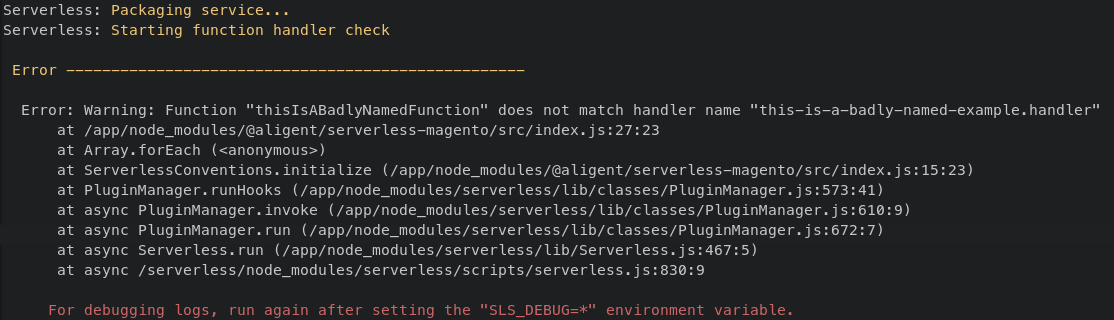 Serverless: Packaging service...
Serverless: Starting function handler check
Error --------------------------------------------------
Error: Warning: Function "thisIsABadlyNamedFunction" does not match handler name "this-is-a-badly-named-example.handler"
at /app/node_modules/@aligent/serverless-magento/src/index.js:27:23
at Array.forEach (<anonymous>)
at ServerlessConventions.initialize (/app/node_modules/@aligent/serverless-magento/src/index.js:15:23)
at PluginManager.runHooks (/app/node_modules/serverless/lib/classes/PluginManager.js:573:41)
at async PluginManager.invoke (/app/node_modules/serverless/lib/classes/PluginManager.js:610:9)
at async PluginManager.run (/app/node_modules/serverless/lib/classes/PluginManager.js:672:7)
at async Serverless.run (/app/node_modules/serverless/lib/Serverless.js:467:5)
at async /serverless/node_modules/serverless/scripts/serverless.js:830:9
For debugging logs, run again after setting the "SLS_DEBUG=*" environment variable.